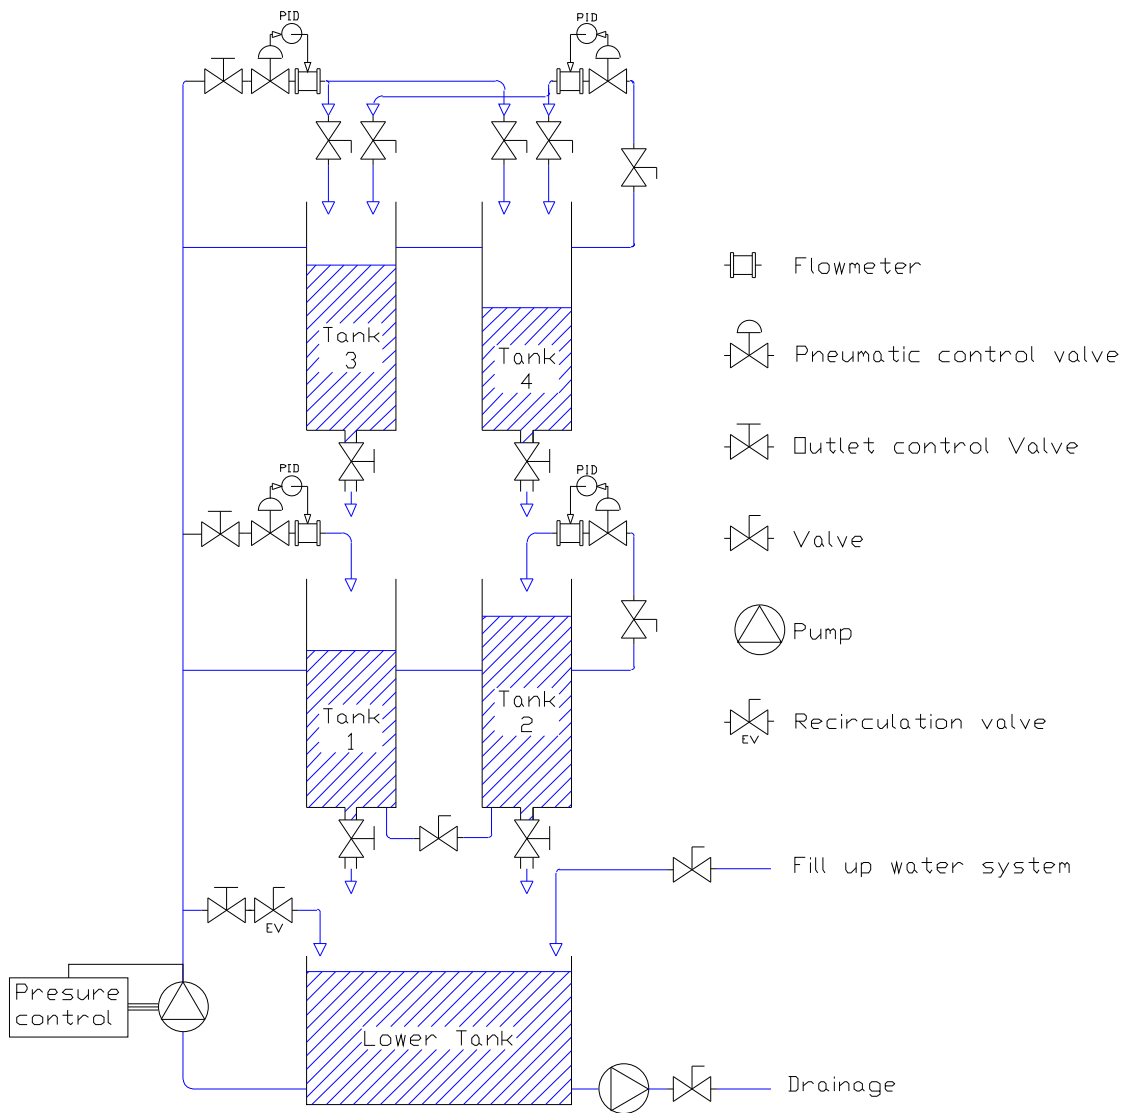 PID
PID
Flowmeter
Tank
3
Tank
4
Pneumatic control valve
Outlet control Valve
PID
PID
Valve
Pump
Tank
1
Tank
2
Recirculation valve
Fill up water system
EV
EV
Presure
control
Lower Tank
Drainage